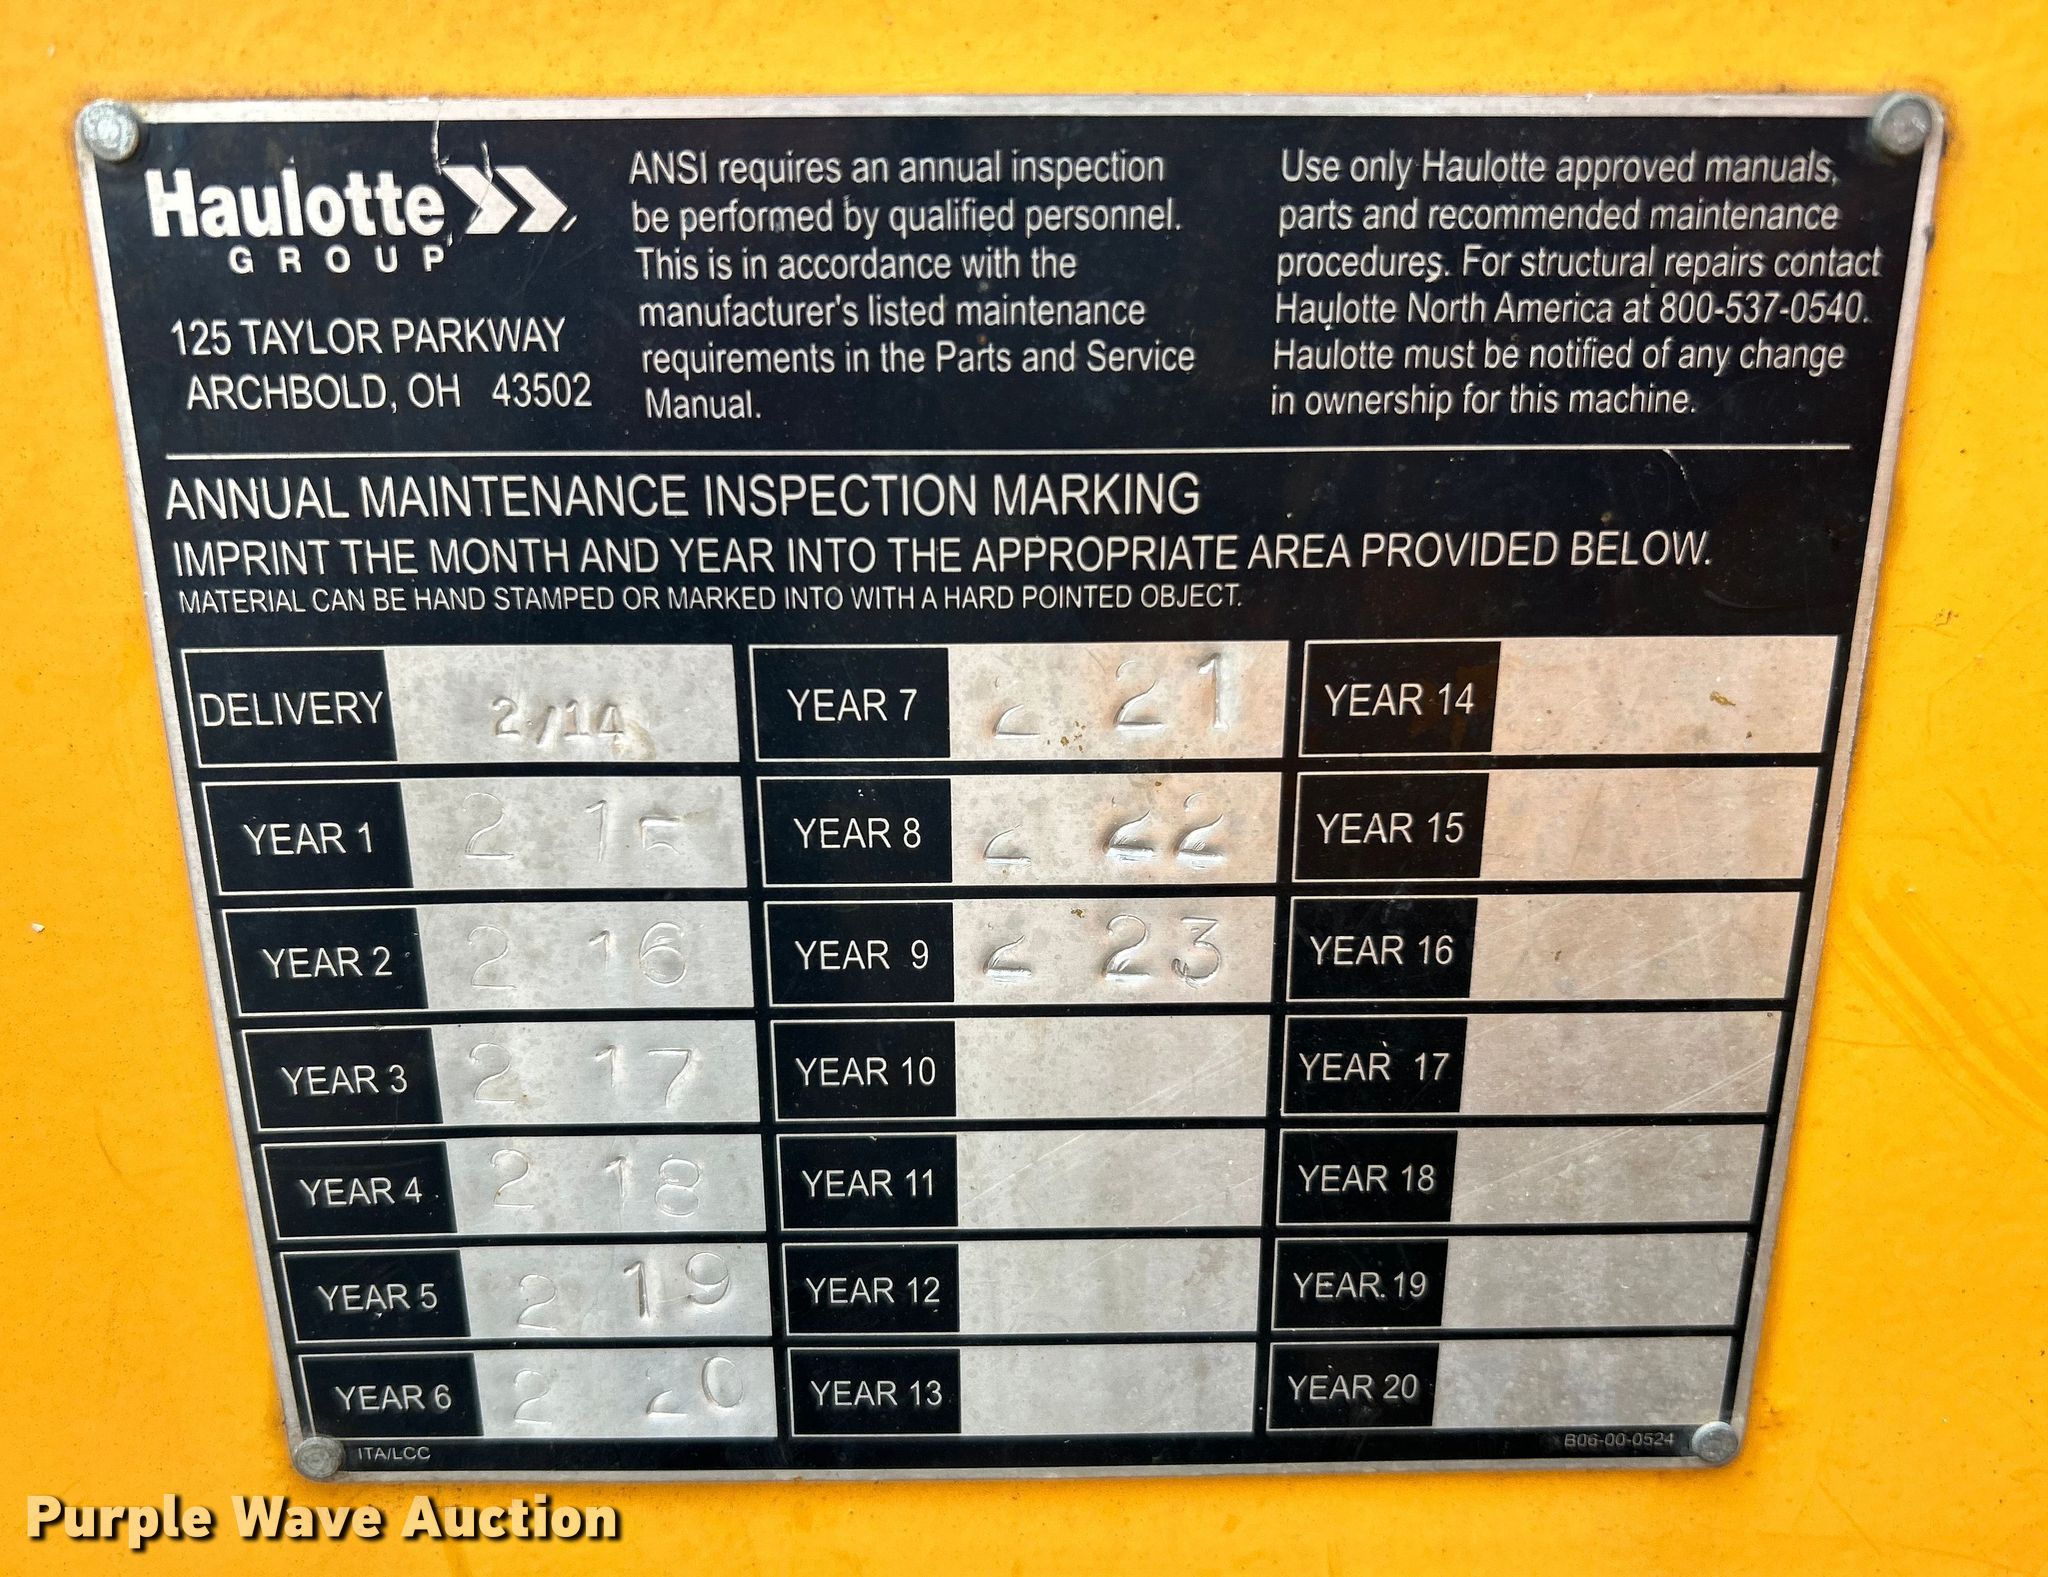 Haulotte
GROUP
125 TAYLOR PARKWAY
ARCHBOLD, OH 43502
ANSI requires an annual inspection
be performed by qualified personnel.
This is in accordance with the
manufacturer's listed maintenance
requirements in the Parts and Service
Manual.
Use only Haulotte approved manuals,
parts and recommended maintenance
procedures. For structural repairs contact
Haulotte North America at 800-537-0540.
Haulotte must be notified of any change
in ownership for this machine.
ANNUAL MAINTENANCE INSPECTION MARKING
IMPRINT THE MONTH AND YEAR INTO THE APPROPRIATE AREA PROVIDED BELOW.
MATERIAL CAN BE HAND STAMPED OR MARKED INTO WITH A HARD POINTED OBJECT.
DELIVERY 2/14
YEAR 1 2 15
YEAR 2 2 16
YEAR 3 2 17
YEAR 4 2 18
YEAR 5 2 19
YEAR 6 2 20
YEAR 7 2 21
YEAR 8 2 22
YEAR 9 2 23
YEAR 10
YEAR 11
YEAR 12
YEAR 13
YEAR 14
YEAR 15
YEAR 16
YEAR 17
YEAR 18
YEAR 19
YEAR 20
ITA/LCC
B06-00-0524
Purple Wave Auction